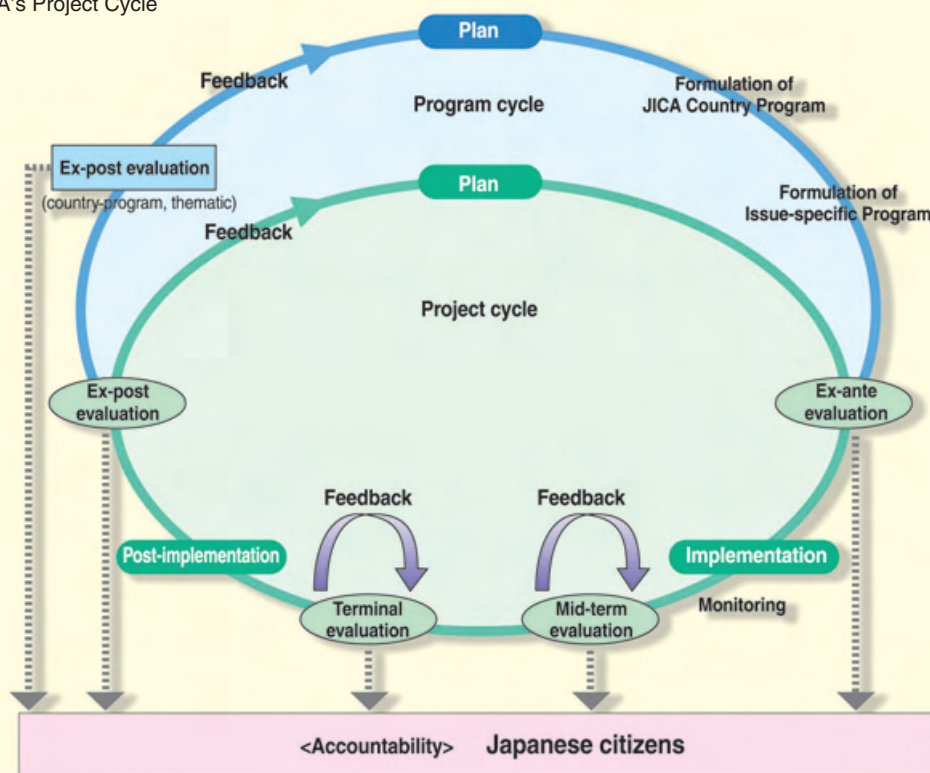 A's Project Cycle
Plan
Feedback
Program cycle
Formulation of
JICA Country Program
Ex-post evaluation
(country-program, thematic)
Plan
Formulation of
Issue-specific Program
Feedback
Project cycle
Ex-post
evaluation
Ex-ante
evaluation
Feedback
Feedback
Post-implementation
Implementation
Terminal
evaluation
Mid-term
evaluation
Monitoring
<Accountability> Japanese citizens